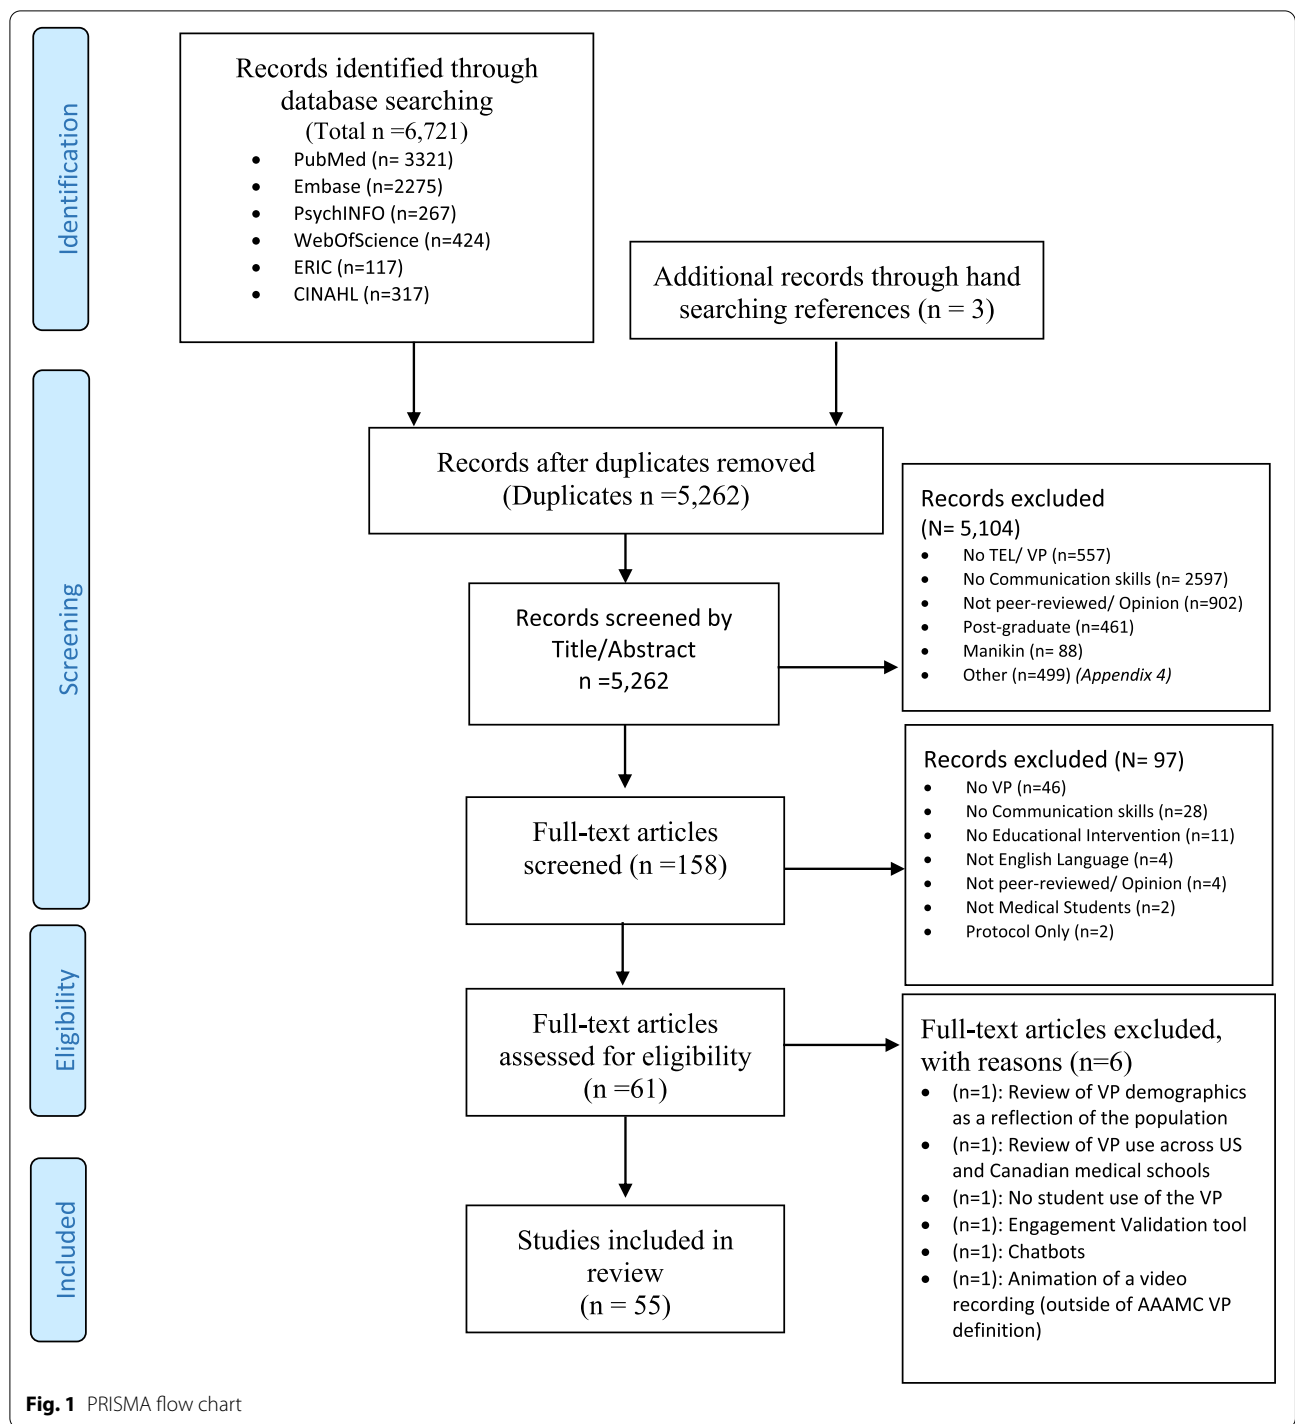 Identification
Records identified through
database searching
(Total n =6,721)
• PubMed (n= 3321)
• Embase (n=2275)
• PsychINFO (n=267)
• WebOfScience (n=424)
• ERIC (n=117)
• CINAHL (n=317)
Additional records through hand
searching references (n = 3)
Screening
Records after duplicates removed
(Duplicates n =5,262)
Records screened by
Title/Abstract
n =5,262
Records excluded
(N= 5,104)
• No TEL/ VP (n=557)
• No Communication skills (n= 2597)
• Not peer-reviewed/ Opinion (n=902)
• Post-graduate (n=461)
• Manikin (n= 88)
• Other (n=499) (Appendix 4)
Full-text articles
screened (n =158)
Records excluded (N= 97)
• No VP (n=46)
• No Communication skills (n=28)
• No Educational Intervention (n=11)
• Not English Language (n=4)
• Not peer-reviewed/ Opinion (n=4)
• Not Medical Students (n=2)
• Protocol Only (n=2)
Eligibility
Full-text articles
assessed for eligibility
(n =61)
Full-text articles excluded,
with reasons (n=6)
• (n=1): Review of VP demographics
as a reflection of the population
• (n=1): Review of VP use across US
and Canadian medical schools
• (n=1): No student use of the VP
• (n=1): Engagement Validation tool
• (n=1): Chatbots
• (n=1): Animation of a video
recording (outside of AAAMC VP
definition)
Included
Studies included in
review
(n = 55)
Fig. 1 PRISMA flow chart